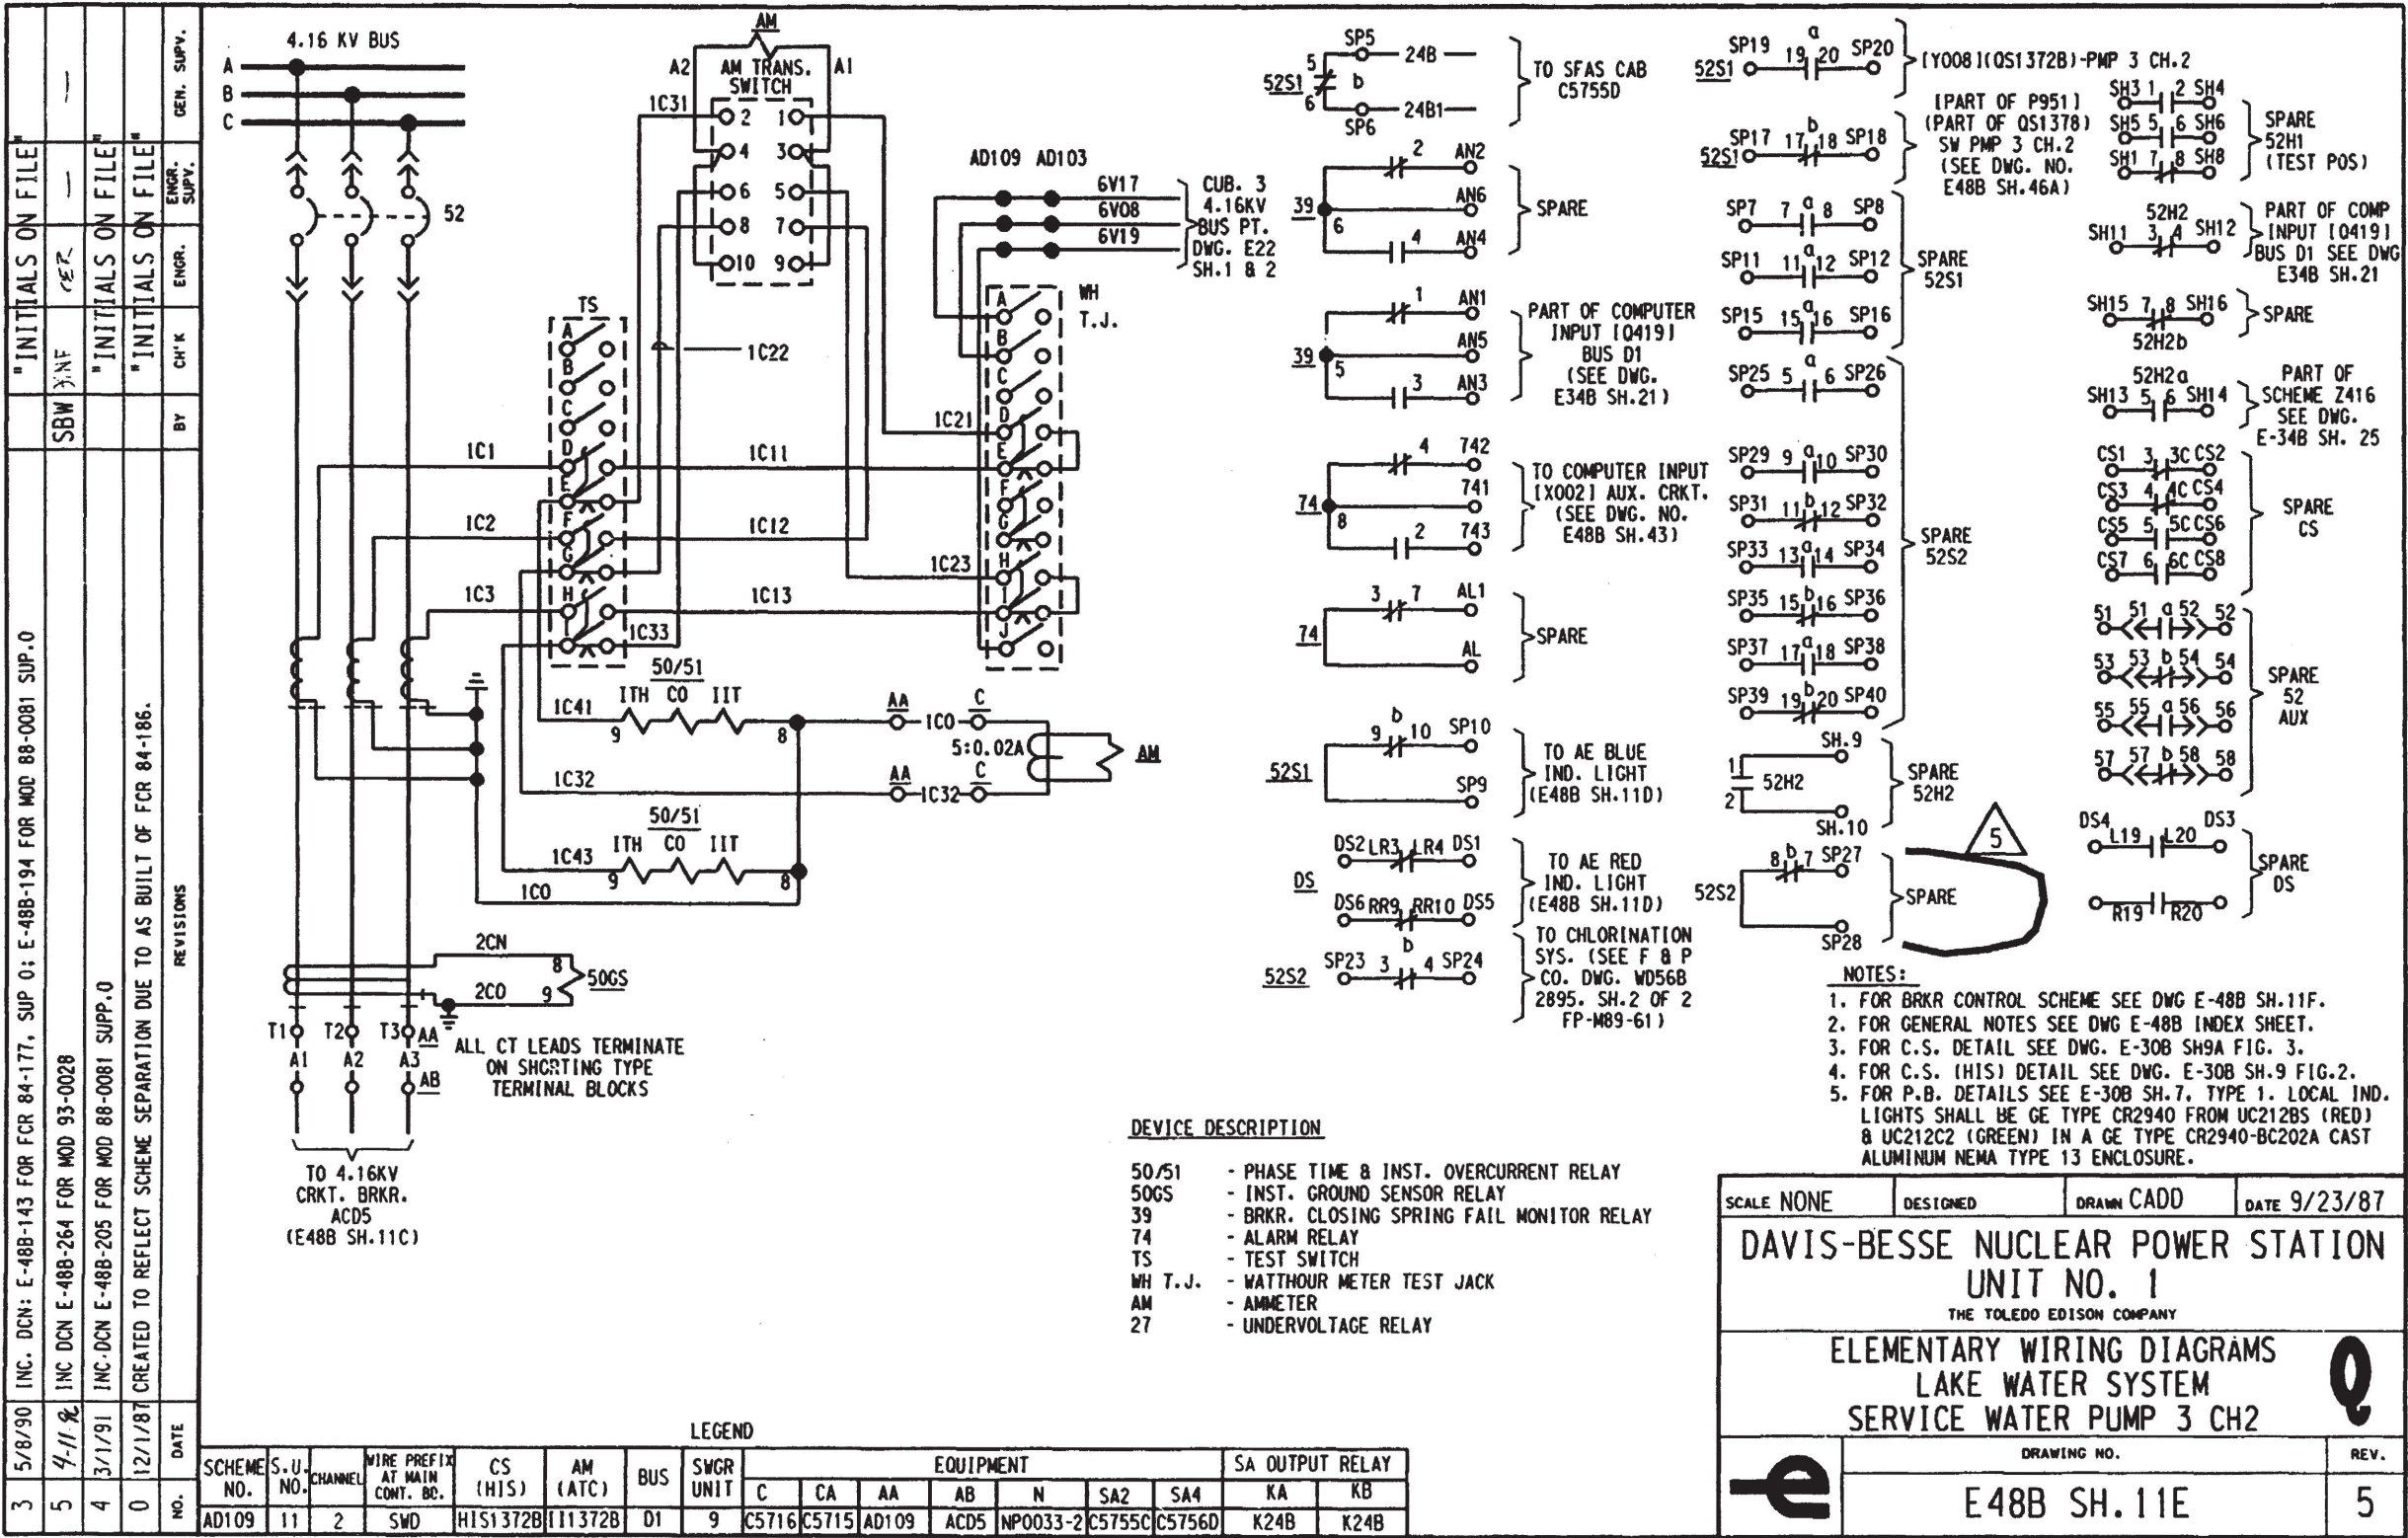 4.16 KV BUS
A
B
C
52
AM
A2
AM TRANS.
SWITCH
A1
1C31
2 1
4 3
6 5
8 7
10 9
TS
A
B
C
D
E
F
G
H
I
1C22
AD109 AD103
6V17
6V08
6V19
CUB. 3
4.16KV
BUS PT.
DWG. E22
SH.1 & 2
WH
T.J.
A
B
C
D
E
F
G
H
I
J
1C1
1C11
1C21
1C2
1C12
1C23
1C3
1C13
1C33
50/51
ITH CO IIT
1C41
9 8
AA
1C0
C
5:0.02A
AM
1C32
AA
1C32
C
50/51
ITH CO IIT
1C43
9 8
1C0
2CN
8
50GS
2C0
9
T1 T2 T3 AA
A1 A2 A3
AB
ALL CT LEADS TERMINATE
ON SHORTING TYPE
TERMINAL BLOCKS
TO 4.16KV
CRKT. BRKR.
ACD5
(E48B SH.11C)
SP5
24B
5
52S1
b
6
24B1
SP6
TO SFAS CAB
C5755D
2 AN2
39
AN6
6
4 AN4
SPARE
1 AN1
39
AN5
5
3 AN3
PART OF COMPUTER
INPUT [Q419]
BUS D1
(SEE DWG.
E34B SH.21)
4 742
74
741
8
2 743
TO COMPUTER INPUT
[X002] AUX. CRKT.
(SEE DWG. NO.
E48B SH.43)
3 7 AL1
74
AL
SPARE
b
9 10 SP10
52S1
SP9
TO AE BLUE
IND. LIGHT
(E48B SH.11D)
DS2 LR3 LR4 DS1
DS
DS6 RR9 RR10 DS5
TO AE RED
IND. LIGHT
(E48B SH.11D)
52S2
SP23 3 b 4 SP24
TO CHLORINATION
SYS. (SEE F & P
CO. DWG. WD56B
2895. SH.2 OF 2
FP-M89-61)
SP19 19 a 20 SP20
52S1
[Y008](QS1372B)-PMP 3 CH.2
SP17 17 b 18 SP18
52S1
[PART OF P951]
(PART OF QS1378)
SW PMP 3 CH.2
(SEE DWG. NO.
E48B SH.46A)
SP7 7 a 8 SP8
SP11 11 a 12 SP12
SP15 15 a 16 SP16
SPARE
52S1
SP25 5 a 6 SP26
SP29 9 a 10 SP30
SP31 11 b 12 SP32
SP33 13 a 14 SP34
SP35 15 b 16 SP36
SP37 17 a 18 SP38
SP39 19 b 20 SP40
SPARE
52S2
SH.9
1
52H2
2
SH.10
SPARE
52H2
8 b 7 SP27
52S2
SP28
SPARE
5
SH3 1 2 SH4
SH5 5 6 SH6
SH1 7 8 SH8
SPARE
52H1
(TEST POS)
52H2
SH11 3 4 SH12
PART OF COMP
INPUT [Q419]
BUS D1 SEE DWG
E34B SH.21
SH15 7 8 SH16
52H2b
SPARE
52H2a
SH13 5 6 SH14
PART OF
SCHEME Z416
SEE DWG.
E-34B SH. 25
CS1 3 3C CS2
CS3 4 4C CS4
CS5 5 5C CS6
CS7 6 6C CS8
SPARE
CS
51 51 a 52 52
53 53 b 54 54
55 55 a 56 56
57 57 b 58 58
SPARE
52
AUX
DS4 L19 L20 DS3
R19 R20
SPARE
DS
NOTES:
1. FOR BRKR CONTROL SCHEME SEE DWG E-48B SH.11F.
2. FOR GENERAL NOTES SEE DWG E-48B INDEX SHEET.
3. FOR C.S. DETAIL SEE DWG. E-30B SH9A FIG. 3.
4. FOR C.S. (HIS) DETAIL SEE DWG. E-30B SH.9 FIG.2.
5. FOR P.B. DETAILS SEE E-30B SH.7, TYPE 1. LOCAL IND.
LIGHTS SHALL BE GE TYPE CR2940 FROM UC212BS (RED)
& UC212C2 (GREEN) IN A GE TYPE CR2940-BC202A CAST
ALUMINUM NEMA TYPE 13 ENCLOSURE.
DEVICE DESCRIPTION
50/51 - PHASE TIME & INST. OVERCURRENT RELAY
50GS - INST. GROUND SENSOR RELAY
39 - BRKR. CLOSING SPRING FAIL MONITOR RELAY
74 - ALARM RELAY
TS - TEST SWITCH
WH T.J. - WATTHOUR METER TEST JACK
AM - AMMETER
27 - UNDERVOLTAGE RELAY
LEGEND
SCHEME NO. S.U. NO. CHANNEL WIRE PREFIX AT MAIN CONT. BD. CS (HIS) AM (ATC) BUS SWGR UNIT EQUIPMENT SA OUTPUT RELAY
C CA AA AB N SA2 SA4 KA KB
AD109 11 2 SWD HIS1372B II1372B D1 9 C5716 C5715 AD109 ACD5 NP0033-2 C5755C C5756D K24B K24B
SCALE NONE DESIGNED DRAWN CADD DATE 9/23/87
DAVIS-BESSE NUCLEAR POWER STATION
UNIT NO. 1
THE TOLEDO EDISON COMPANY
ELEMENTARY WIRING DIAGRAMS
LAKE WATER SYSTEM
SERVICE WATER PUMP 3 CH2
Q
DRAWING NO. REV.
E48B SH.11E 5
3 5/8/90 INC. DCN: E-48B-143 FOR FCR 84-177, SUP 0; E-48B-194 FOR MOD 88-0081 SUP.0 "INITIALS ON FILE"
5 INC DCN E-48B-264 FOR MOD 93-0028 SBW
4 3/1/91 INC.DCN E-48B-205 FOR MOD 88-0081 SUPP.0 "INITIALS ON FILE"
0 12/1/87 CREATED TO REFLECT SCHEME SEPARATION DUE TO AS BUILT OF FCR 84-186. "INITIALS ON FILE"
NO. DATE REVISIONS BY CH'K ENGR. ENGR. SUPV. GEN. SUPV.